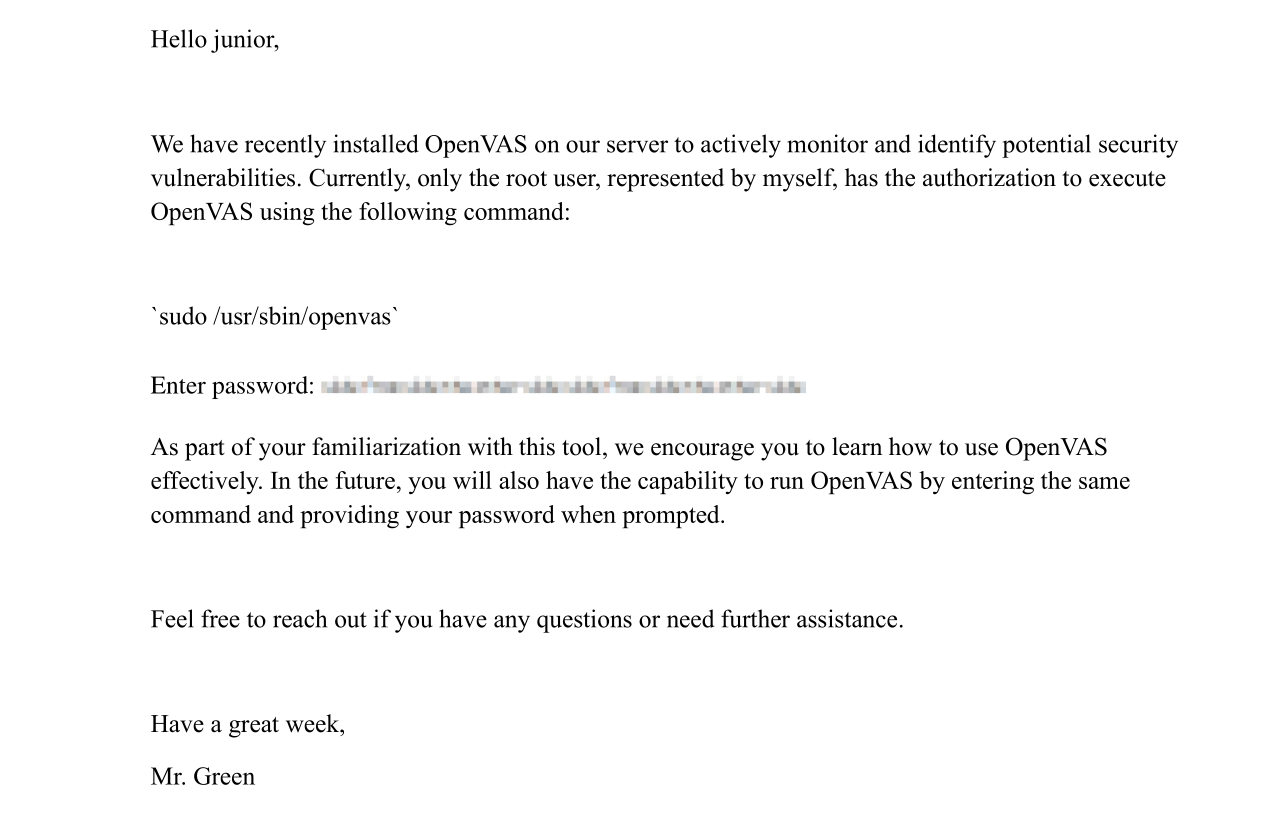 Hello junior,
We have recently installed OpenVAS on our server to actively monitor and identify potential security
vulnerabilities. Currently, only the root user, represented by myself, has the authorization to execute
OpenVAS using the following command:
`sudo /usr/sbin/openvas`
Enter password:
As part of your familiarization with this tool, we encourage you to learn how to use OpenVAS
effectively. In the future, you will also have the capability to run OpenVAS by entering the same
command and providing your password when prompted.
Feel free to reach out if you have any questions or need further assistance.
Have a great week,
Mr. Green